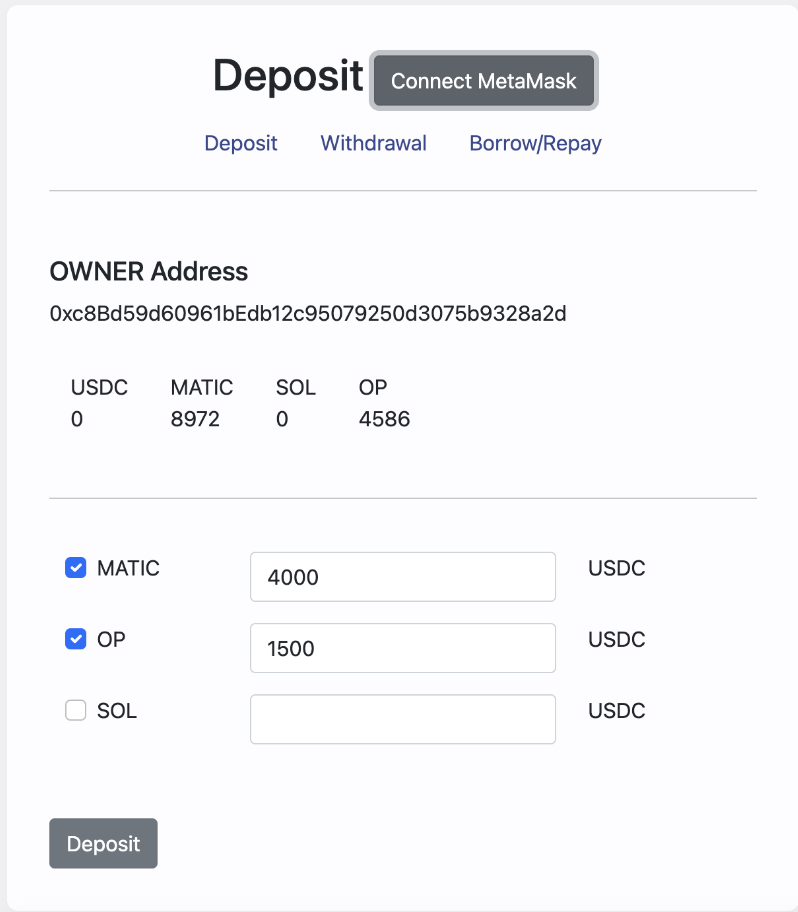 Deposit Connect MetaMask
Deposit Withdrawal Borrow/Repay
OWNER Address
0xc8Bd59d60961bEdb12c95079250d3075b9328a2d
USDC MATIC SOL OP
0 8972 0 4586
MATIC 4000 USDC
OP 1500 USDC
SOL USDC
Deposit